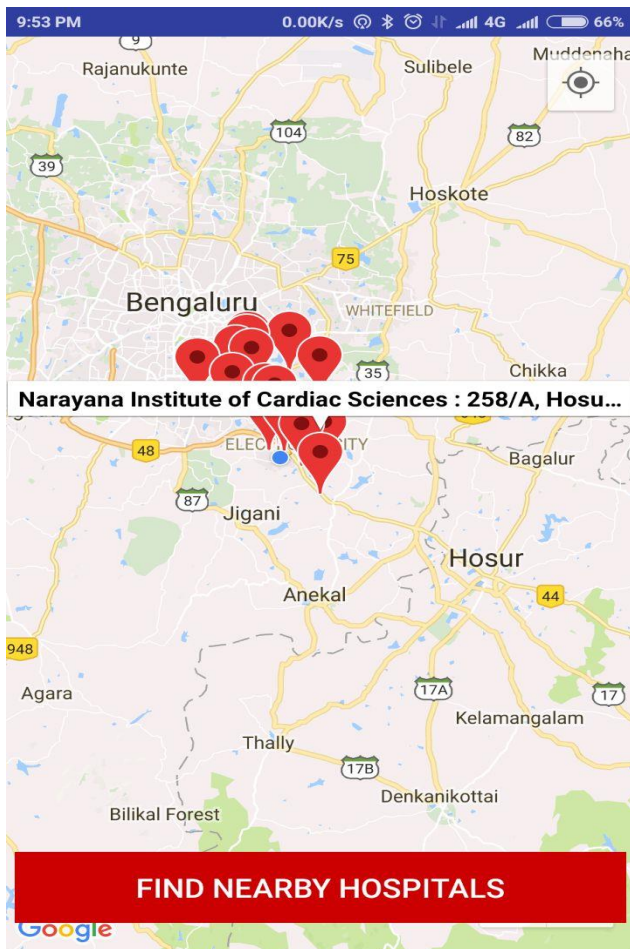 9:53 PM 0.00K/s 4G 66%
9
Rajanukunte
Sulibele
Muddenaha
104
82
39
Hoskote
75
Bengaluru
WHITEFIELD
35
Chikka
Narayana Institute of Cardiac Sciences : 258/A, Hosu...
48
Bagalur
87
Jigani
Hosur
Anekal
44
948
Agara
17A
17
Kelamangalam
Thally
17B
Denkanikottai
Bilikal Forest
FIND NEARBY HOSPITALS
Google